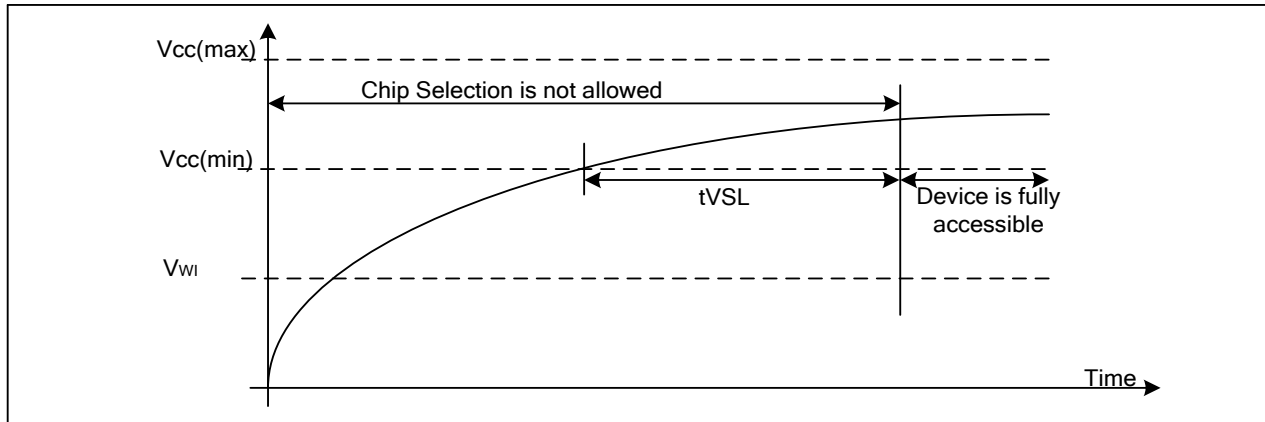 Vcc(max)
Chip Selection is not allowed
Vcc(min)
tVSL
Device is fully
accessible
VWI
Time